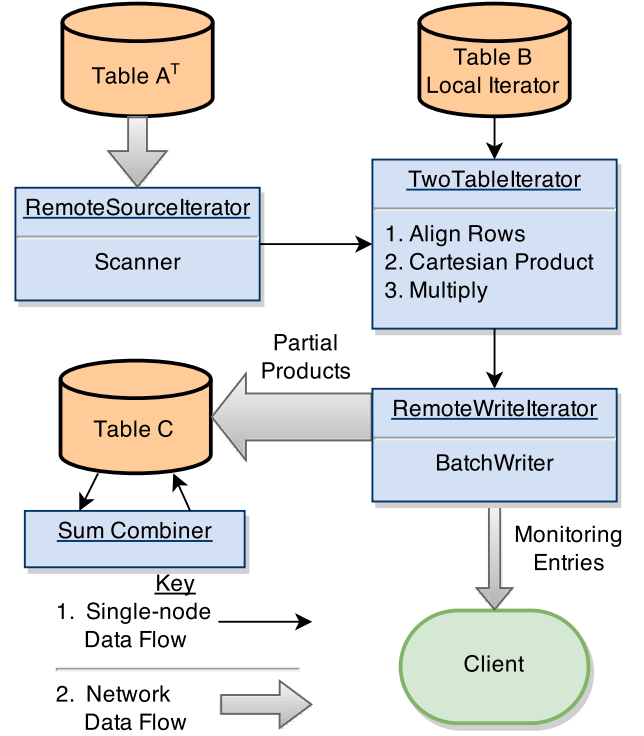 Table Aᵀ
Table B
Local Iterator
RemoteSourceIterator
Scanner
TwoTableIterator
1. Align Rows
2. Cartesian Product
3. Multiply
Partial
Products
Table C
RemoteWriteIterator
BatchWriter
Sum Combiner
Monitoring
Entries
Client
Key
1. Single-node
Data Flow
2. Network
Data Flow